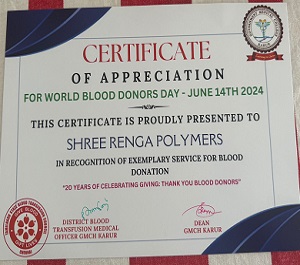 CERTIFICATE
OF APPRECIATION
FOR WORLD BLOOD DONORS DAY - JUNE 14TH 2024
THIS CERTIFICATE IS PROUDLY PRESENTED TO
SHREE RENGA POLYMERS
IN RECOGNITION OF EXEMPLARY SERVICE FOR BLOOD
DONATION
"20 YEARS OF CELEBRATING GIVING: THANK YOU BLOOD DONORS"
DISTRICT BLOOD
TRANSFUSION MEDICAL
OFFICER GMCH KARUR
DEAN
GMCH KARUR
KARUR